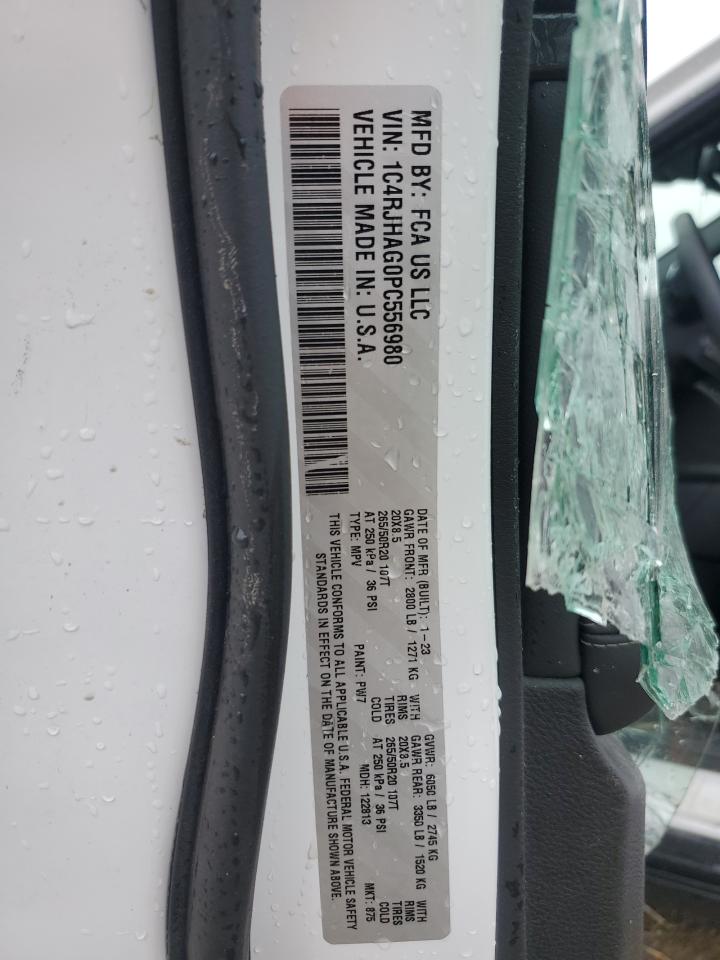 MFD BY: FCA US LLC
VIN: 1C4RJHAG0PC556980
VEHICLE MADE IN: U.S.A.
DATE OF MFR (BUILT): 1-23 GVWR: 6050 LB / 2745 KG
GAWR FRONT: 2800 LB / 1271 KG - WITH GAWR REAR: 3350 LB / 1520 KG WITH
20X8.5 RIMS 20X8.5 RIMS
265/50R20 107T TIRES 265/50R20 107T TIRES
AT 250 kPa / 36 PSI COLD AT 250 kPa / 36 PSI COLD
TYPE: MPV PAINT: PW7 MDH: 122813 MKT: 875
THIS VEHICLE CONFORMS TO ALL APPLICABLE U.S.A. FEDERAL MOTOR VEHICLE SAFETY
STANDARDS IN EFFECT ON THE DATE OF MANUFACTURE SHOWN ABOVE.